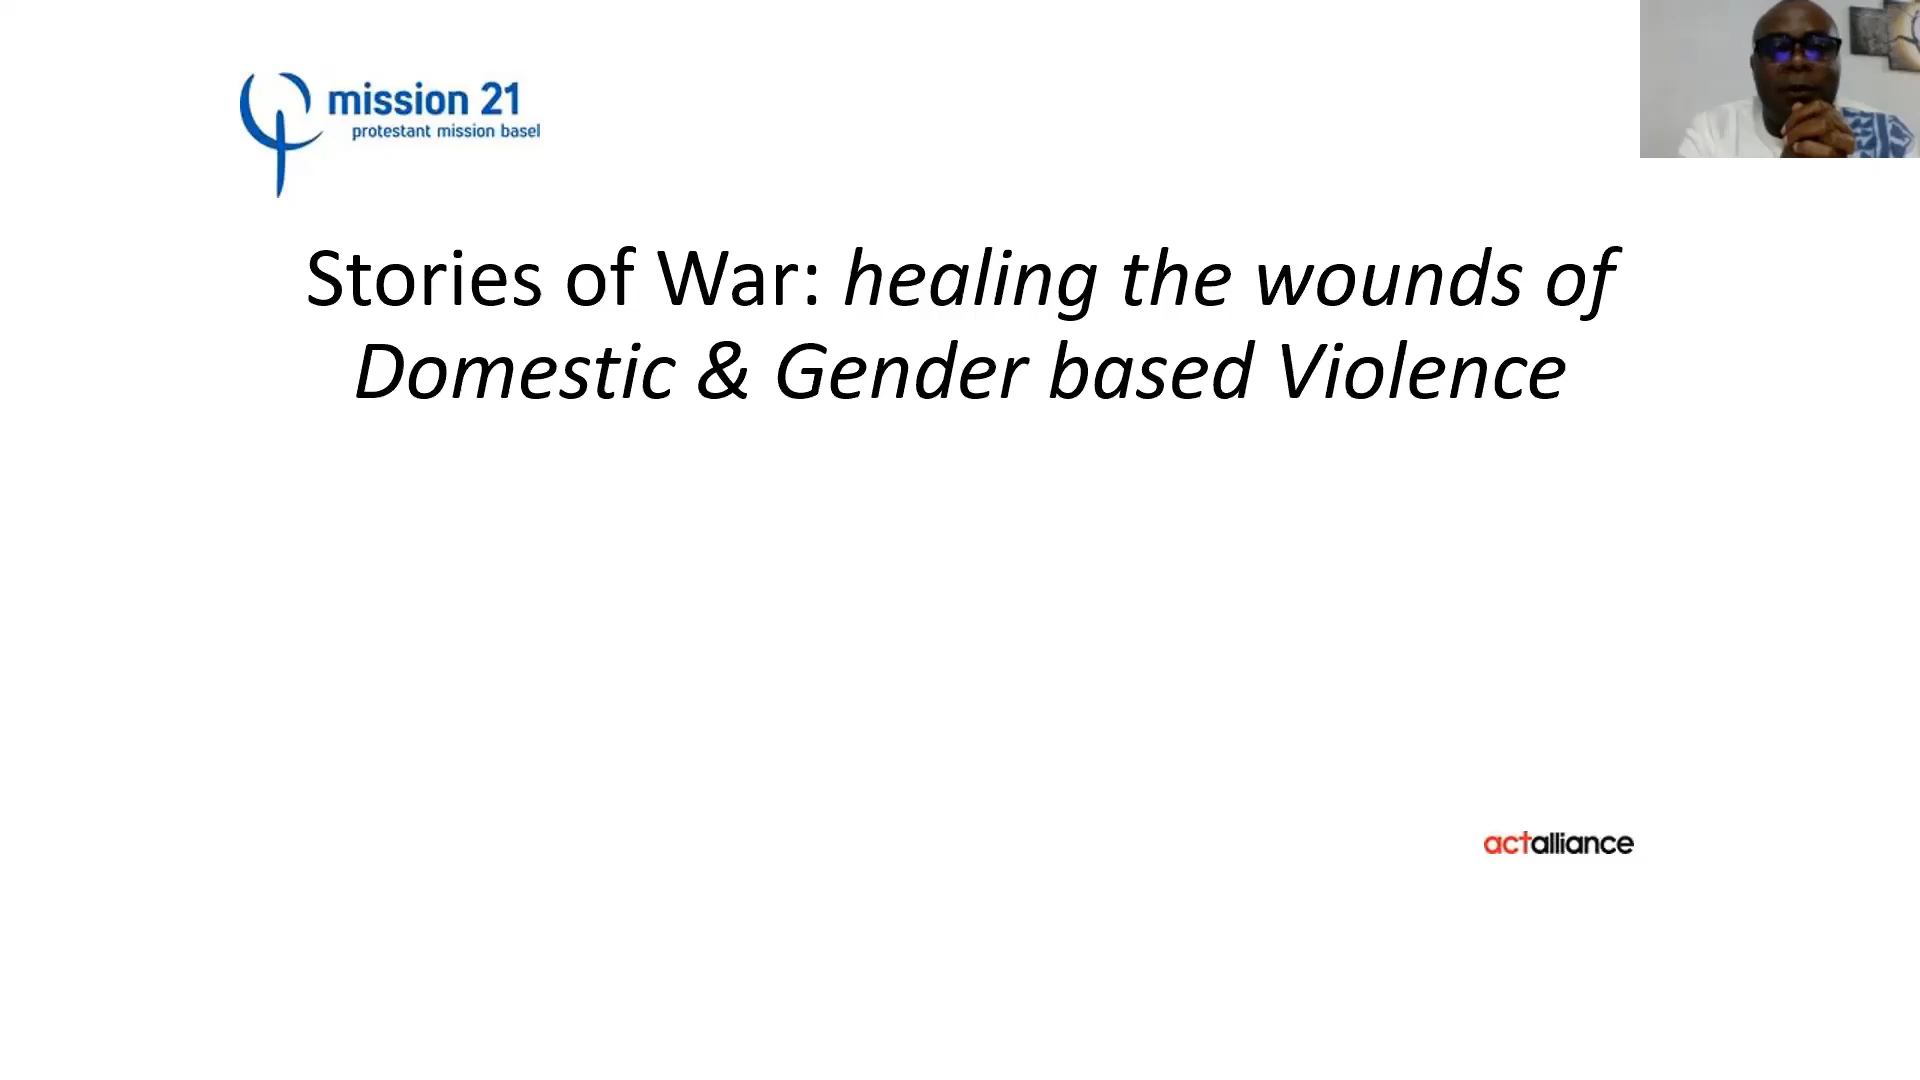 mission 21
protestant mission basel
Stories of War: healing the wounds of
Domestic & Gender based Violence
actalliance